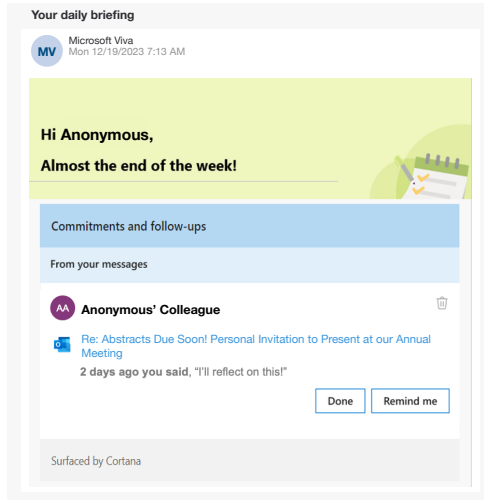 Your daily briefing
MV
Microsoft Viva
Mon 12/19/2023 7:13 AM
Hi Anonymous,
Almost the end of the week!
Commitments and follow-ups
From your messages
AA
Anonymous’ Colleague
Re: Abstracts Due Soon! Personal Invitation to Present at our Annual
Meeting
2 days ago you said, “I’ll reflect on this!”
Done
Remind me
Surfaced by Cortana